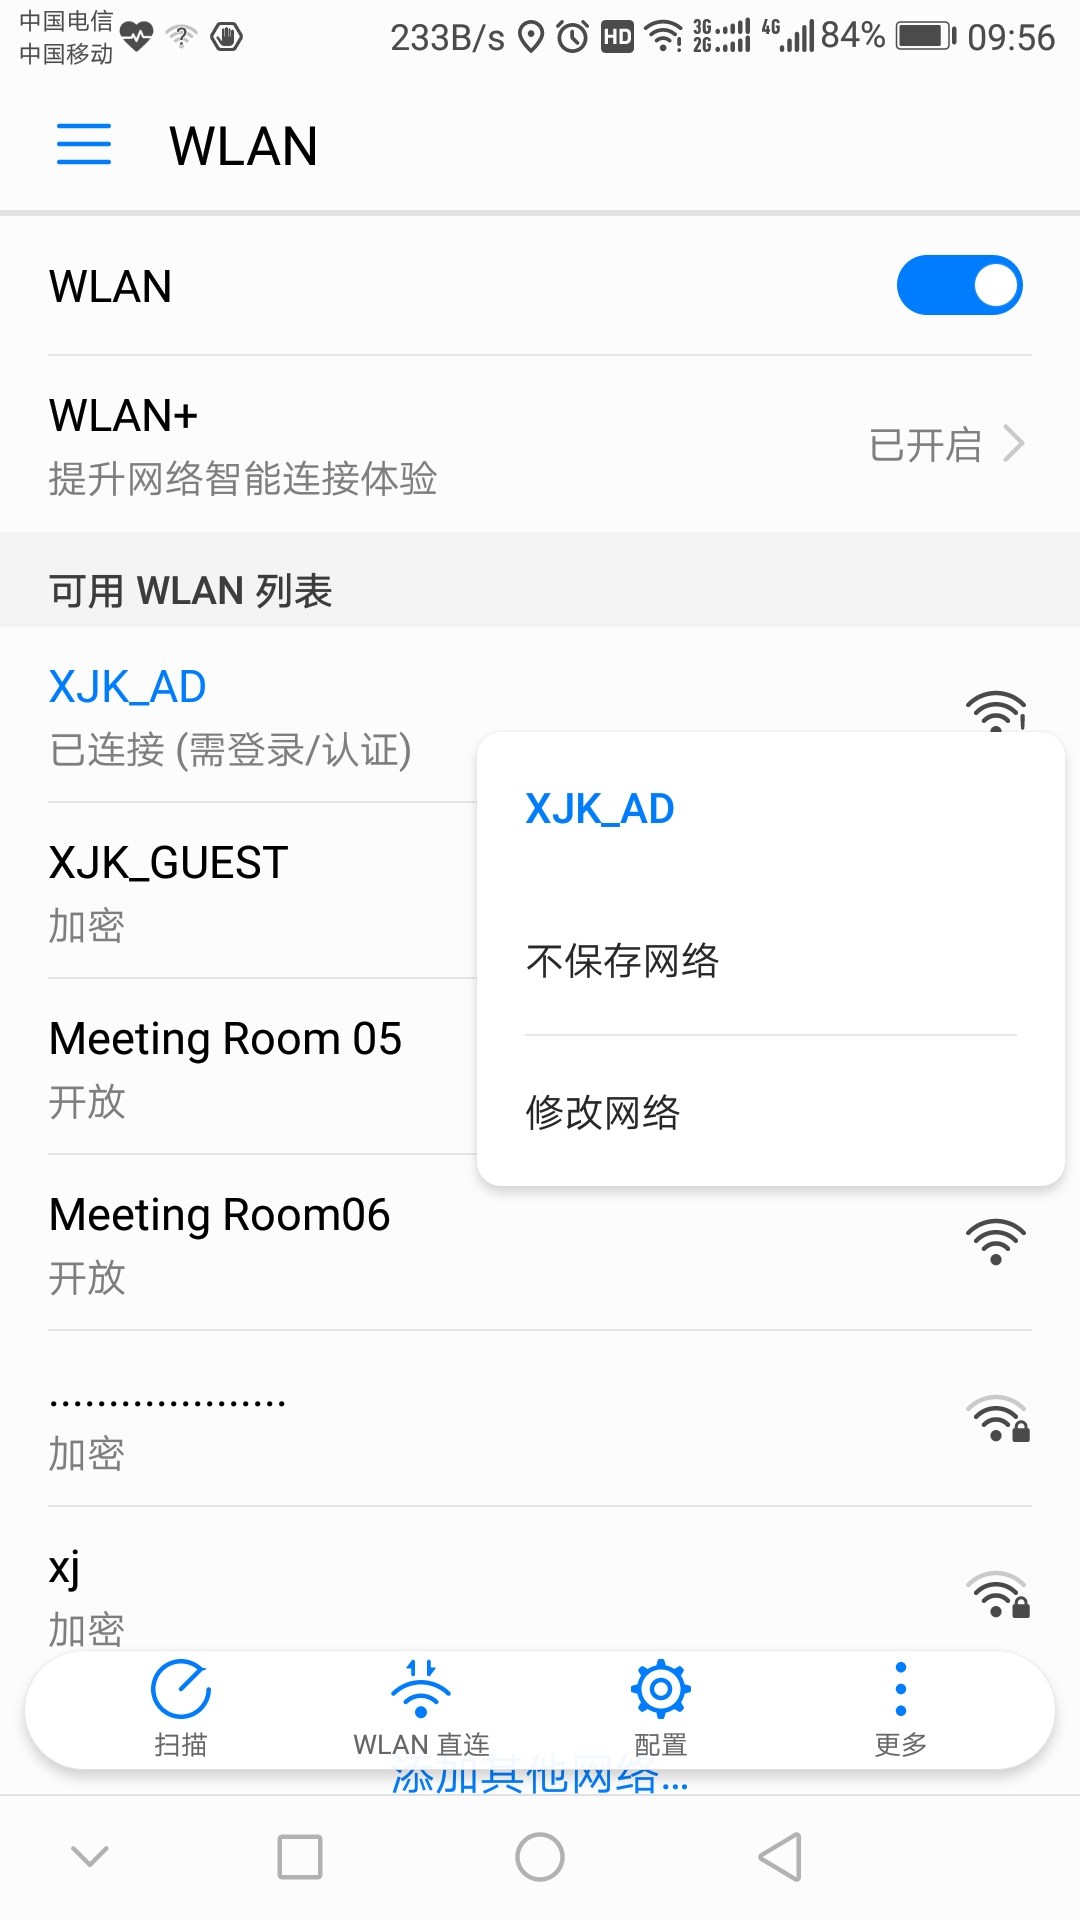 中国电信
中国移动
233B/s HD 3G 2G 4G 84% 09:56
WLAN
WLAN
WLAN+
提升网络智能连接体验
已开启
可用 WLAN 列表
XJK_AD
已连接 (需登录/认证)
XJK_GUEST
加密
Meeting Room 05
开放
XJK_AD
不保存网络
修改网络
Meeting Room06
开放
....................
加密
xj
加密
扫描
WLAN 直连
配置
更多
添加其他网络...